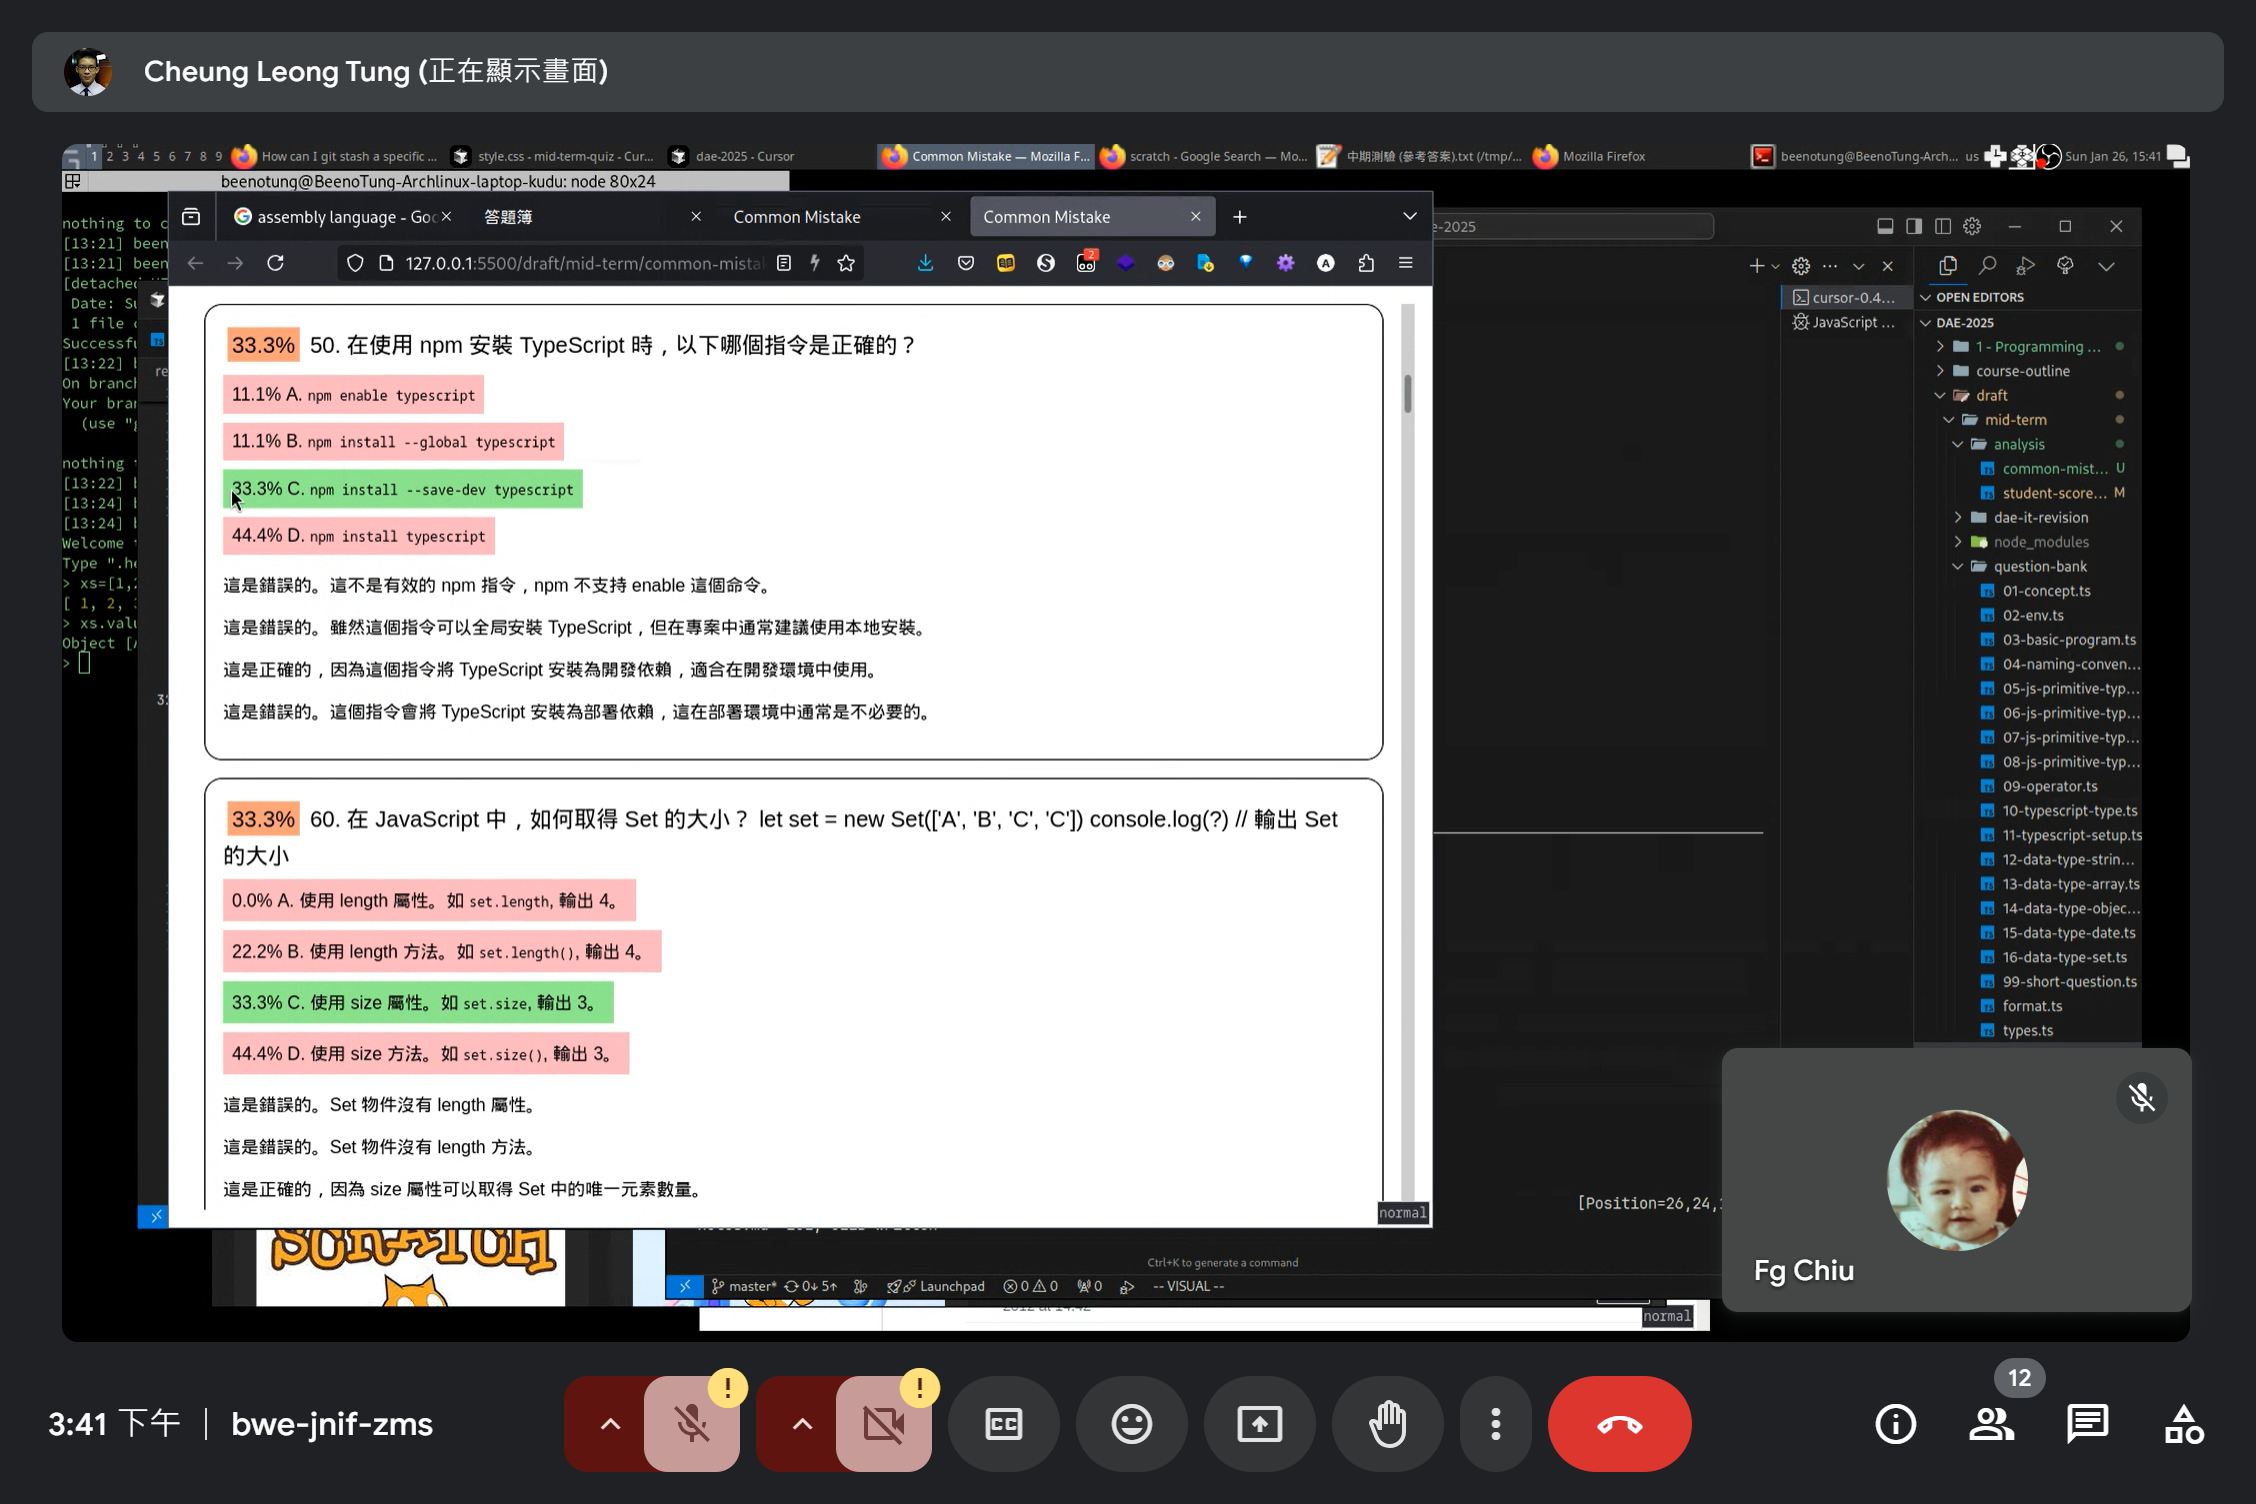 Cheung Leong Tung (正在顯示畫面)
1 2 3 4 5 6 7 8 9
How can I git stash a specific ...
style.css - mid-term-quiz - Cur...
dae-2025 - Cursor
Common Mistake — Mozilla F...
scratch - Google Search — Mo...
中期測驗 (參考答案).txt (/tmp/...
Mozilla Firefox
beenotung@BeenoTung-Arch...
us
Sun Jan 26, 15:41
beenotung@BeenoTung-Archlinux-laptop-kudu: node 80x24
nothing to c
[13:21] been
[13:21] been
[detached
Date: Su
1 file
Successfu
[13:22]
On branch
Your bran
(use "g
nothing
[13:22]
[13:24]
[13:24]
Welcome
Type ".he
> xs=[1,2
[ 1, 2,
> xs.valu
Object [A
>
assembly language - Goo
答題簿
Common Mistake
Common Mistake
127.0.0.1:5500/draft/mid-term/common-mista
2
33.3% 50. 在使用 npm 安裝 TypeScript 時，以下哪個指令是正確的？
11.1% A. npm enable typescript
11.1% B. npm install --global typescript
33.3% C. npm install --save-dev typescript
44.4% D. npm install typescript
這是錯誤的。這不是有效的 npm 指令，npm 不支持 enable 這個命令。
這是錯誤的。雖然這個指令可以全局安裝 TypeScript，但在專案中通常建議使用本地安裝。
這是正確的，因為這個指令將 TypeScript 安裝為開發依賴，適合在開發環境中使用。
這是錯誤的。這個指令會將 TypeScript 安裝為部署依賴，這在部署環境中通常是不必要的。
33.3% 60. 在 JavaScript 中，如何取得 Set 的大小？ let set = new Set(['A', 'B', 'C', 'C']) console.log(?) // 輸出 Set
的大小
0.0% A. 使用 length 屬性。如 set.length, 輸出 4。
22.2% B. 使用 length 方法。如 set.length(), 輸出 4。
33.3% C. 使用 size 屬性。如 set.size, 輸出 3。
44.4% D. 使用 size 方法。如 set.size(), 輸出 3。
這是錯誤的。Set 物件沒有 length 屬性。
這是錯誤的。Set 物件沒有 length 方法。
這是正確的，因為 size 屬性可以取得 Set 中的唯一元素數量。
normal
e-2025
cursor-0.4...
JavaScript ...
OPEN EDITORS
DAE-2025
1 - Programming ...
course-outline
draft
mid-term
analysis
common-mist... U
student-score... M
dae-it-revision
node_modules
question-bank
01-concept.ts
02-env.ts
03-basic-program.ts
04-naming-conven...
05-js-primitive-typ...
06-js-primitive-typ...
07-js-primitive-typ...
08-js-primitive-typ...
09-operator.ts
10-typescript-type.ts
11-typescript-setup.ts
12-data-type-strin...
13-data-type-array.ts
14-data-type-objec...
15-data-type-date.ts
16-data-type-set.ts
99-short-question.ts
format.ts
types.ts
[Position=26,24,
SCRATCH
Ctrl+K to generate a command
master* 0↓ 5↑ Launchpad 0 0 0 -- VISUAL --
normal
Fg Chiu
3:41 下午 | bwe-jnif-zms
CC
12